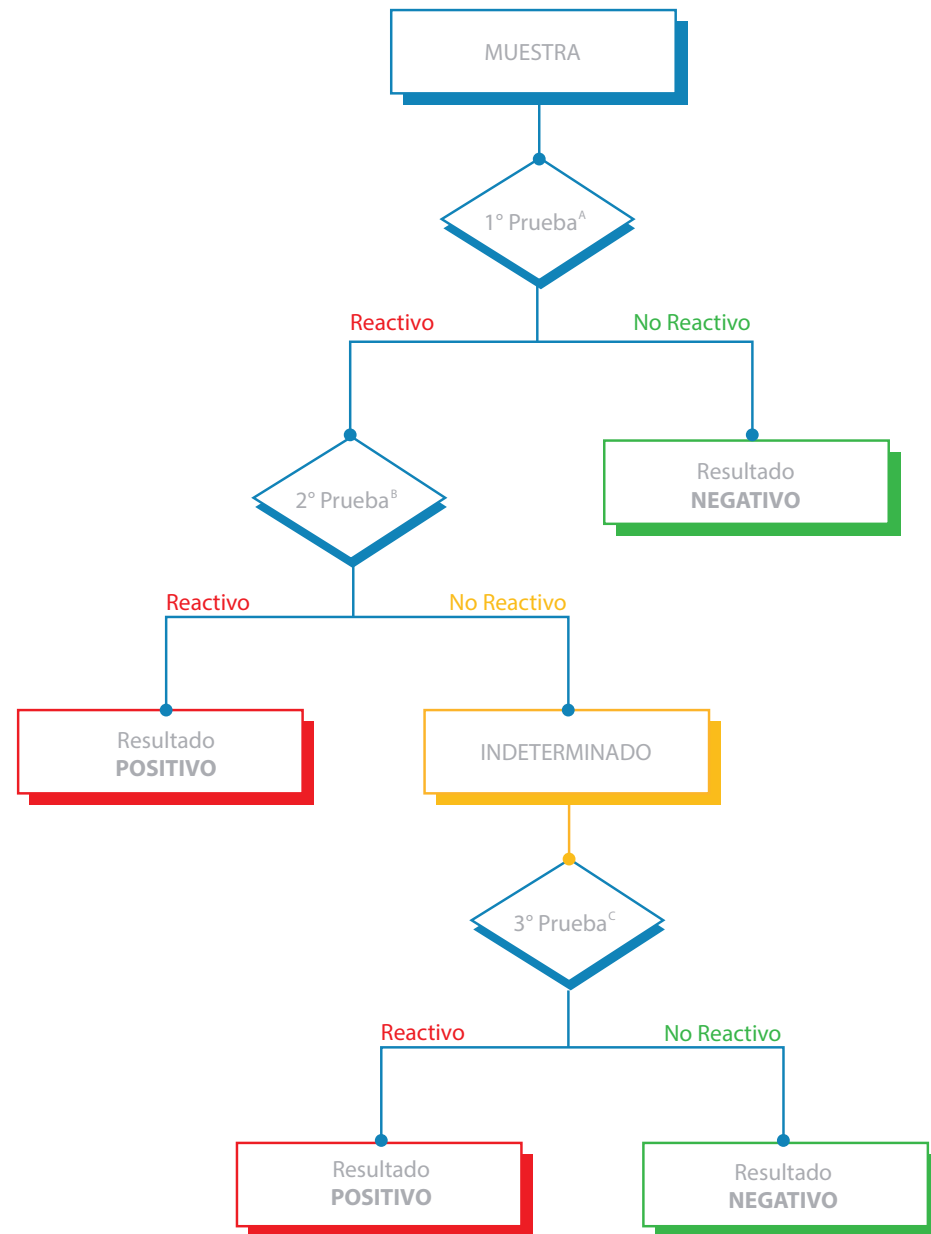 MUESTRA
1° Prueba^A
Reactivo
No Reactivo
2° Prueba^B
Resultado
NEGATIVO
Reactivo
No Reactivo
Resultado
POSITIVO
INDETERMINADO
3° Prueba^C
Reactivo
No Reactivo
Resultado
POSITIVO
Resultado
NEGATIVO